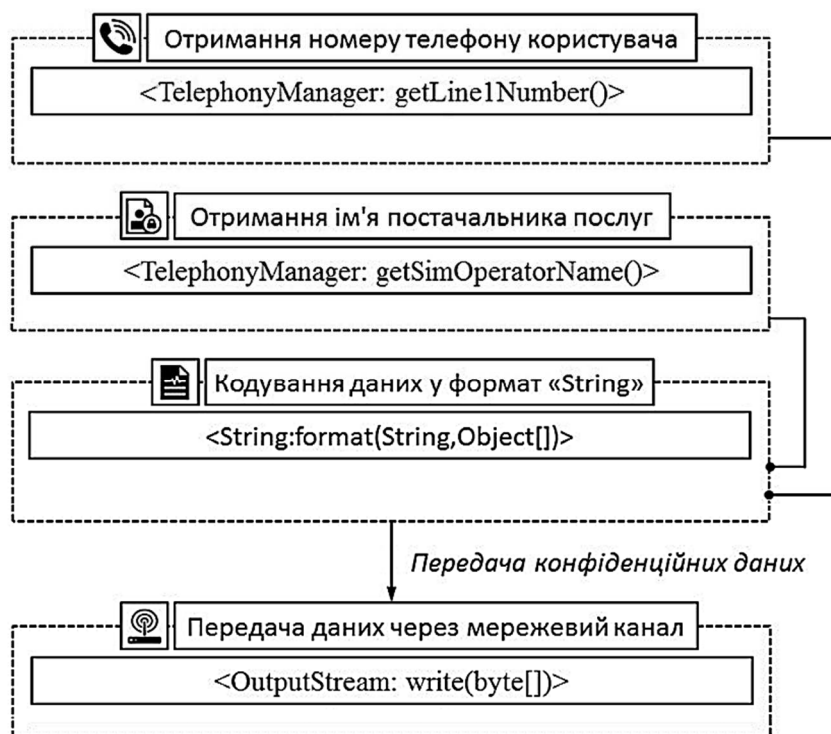 Отримання номеру телефону користувача
<TelephonyManager: getLine1Number()>
Отримання ім'я постачальника послуг
<TelephonyManager: getSimOperatorName()>
Кодування даних у формат «String»
<String:format(String,Object[])>
Передача конфіденційних даних
Передача даних через мережевий канал
<OutputStream: write(byte[])>